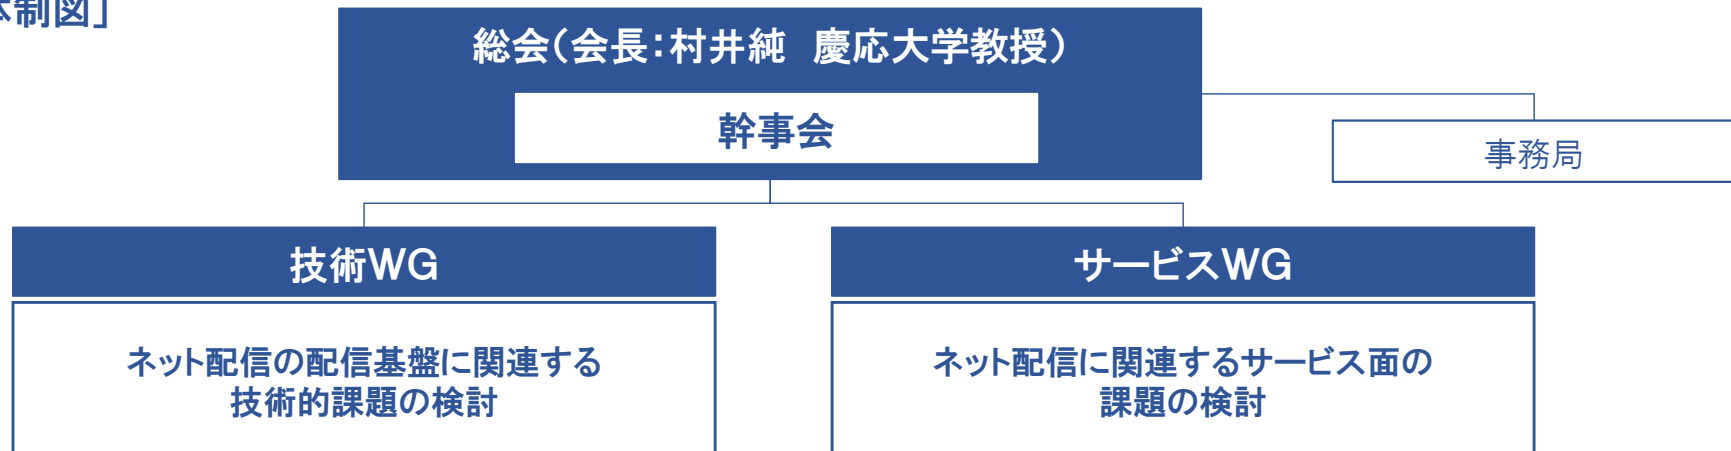 体制図］
総会（会長：村井純　慶応大学教授）
幹事会
事務局
技術WG
サービスWG
ネット配信の配信基盤に関連する
技術的課題の検討
ネット配信に関連するサービス面の
課題の検討